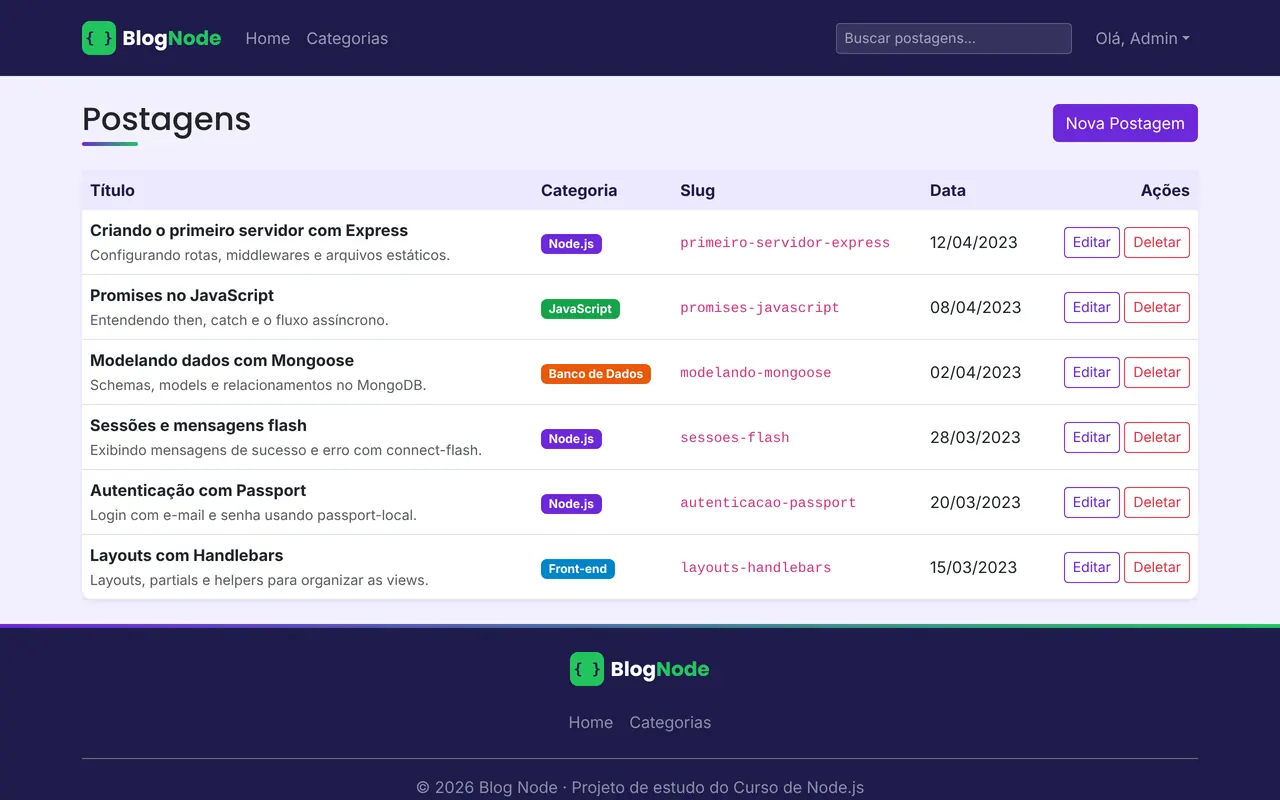 { } BlogNode Home Categorias Buscar postagens... Olá, Admin
Postagens
Nova Postagem
Título Categoria Slug Data Ações
Criando o primeiro servidor com Express
Configurando rotas, middlewares e arquivos estáticos.
Node.js primeiro-servidor-express 12/04/2023 Editar Deletar
Promises no JavaScript
Entendendo then, catch e o fluxo assíncrono.
JavaScript promises-javascript 08/04/2023 Editar Deletar
Modelando dados com Mongoose
Schemas, models e relacionamentos no MongoDB.
Banco de Dados modelando-mongoose 02/04/2023 Editar Deletar
Sessões e mensagens flash
Exibindo mensagens de sucesso e erro com connect-flash.
Node.js sessoes-flash 28/03/2023 Editar Deletar
Autenticação com Passport
Login com e-mail e senha usando passport-local.
Node.js autenticacao-passport 20/03/2023 Editar Deletar
Layouts com Handlebars
Layouts, partials e helpers para organizar as views.
Front-end layouts-handlebars 15/03/2023 Editar Deletar
{ } BlogNode
Home Categorias
© 2026 Blog Node · Projeto de estudo do Curso de Node.js